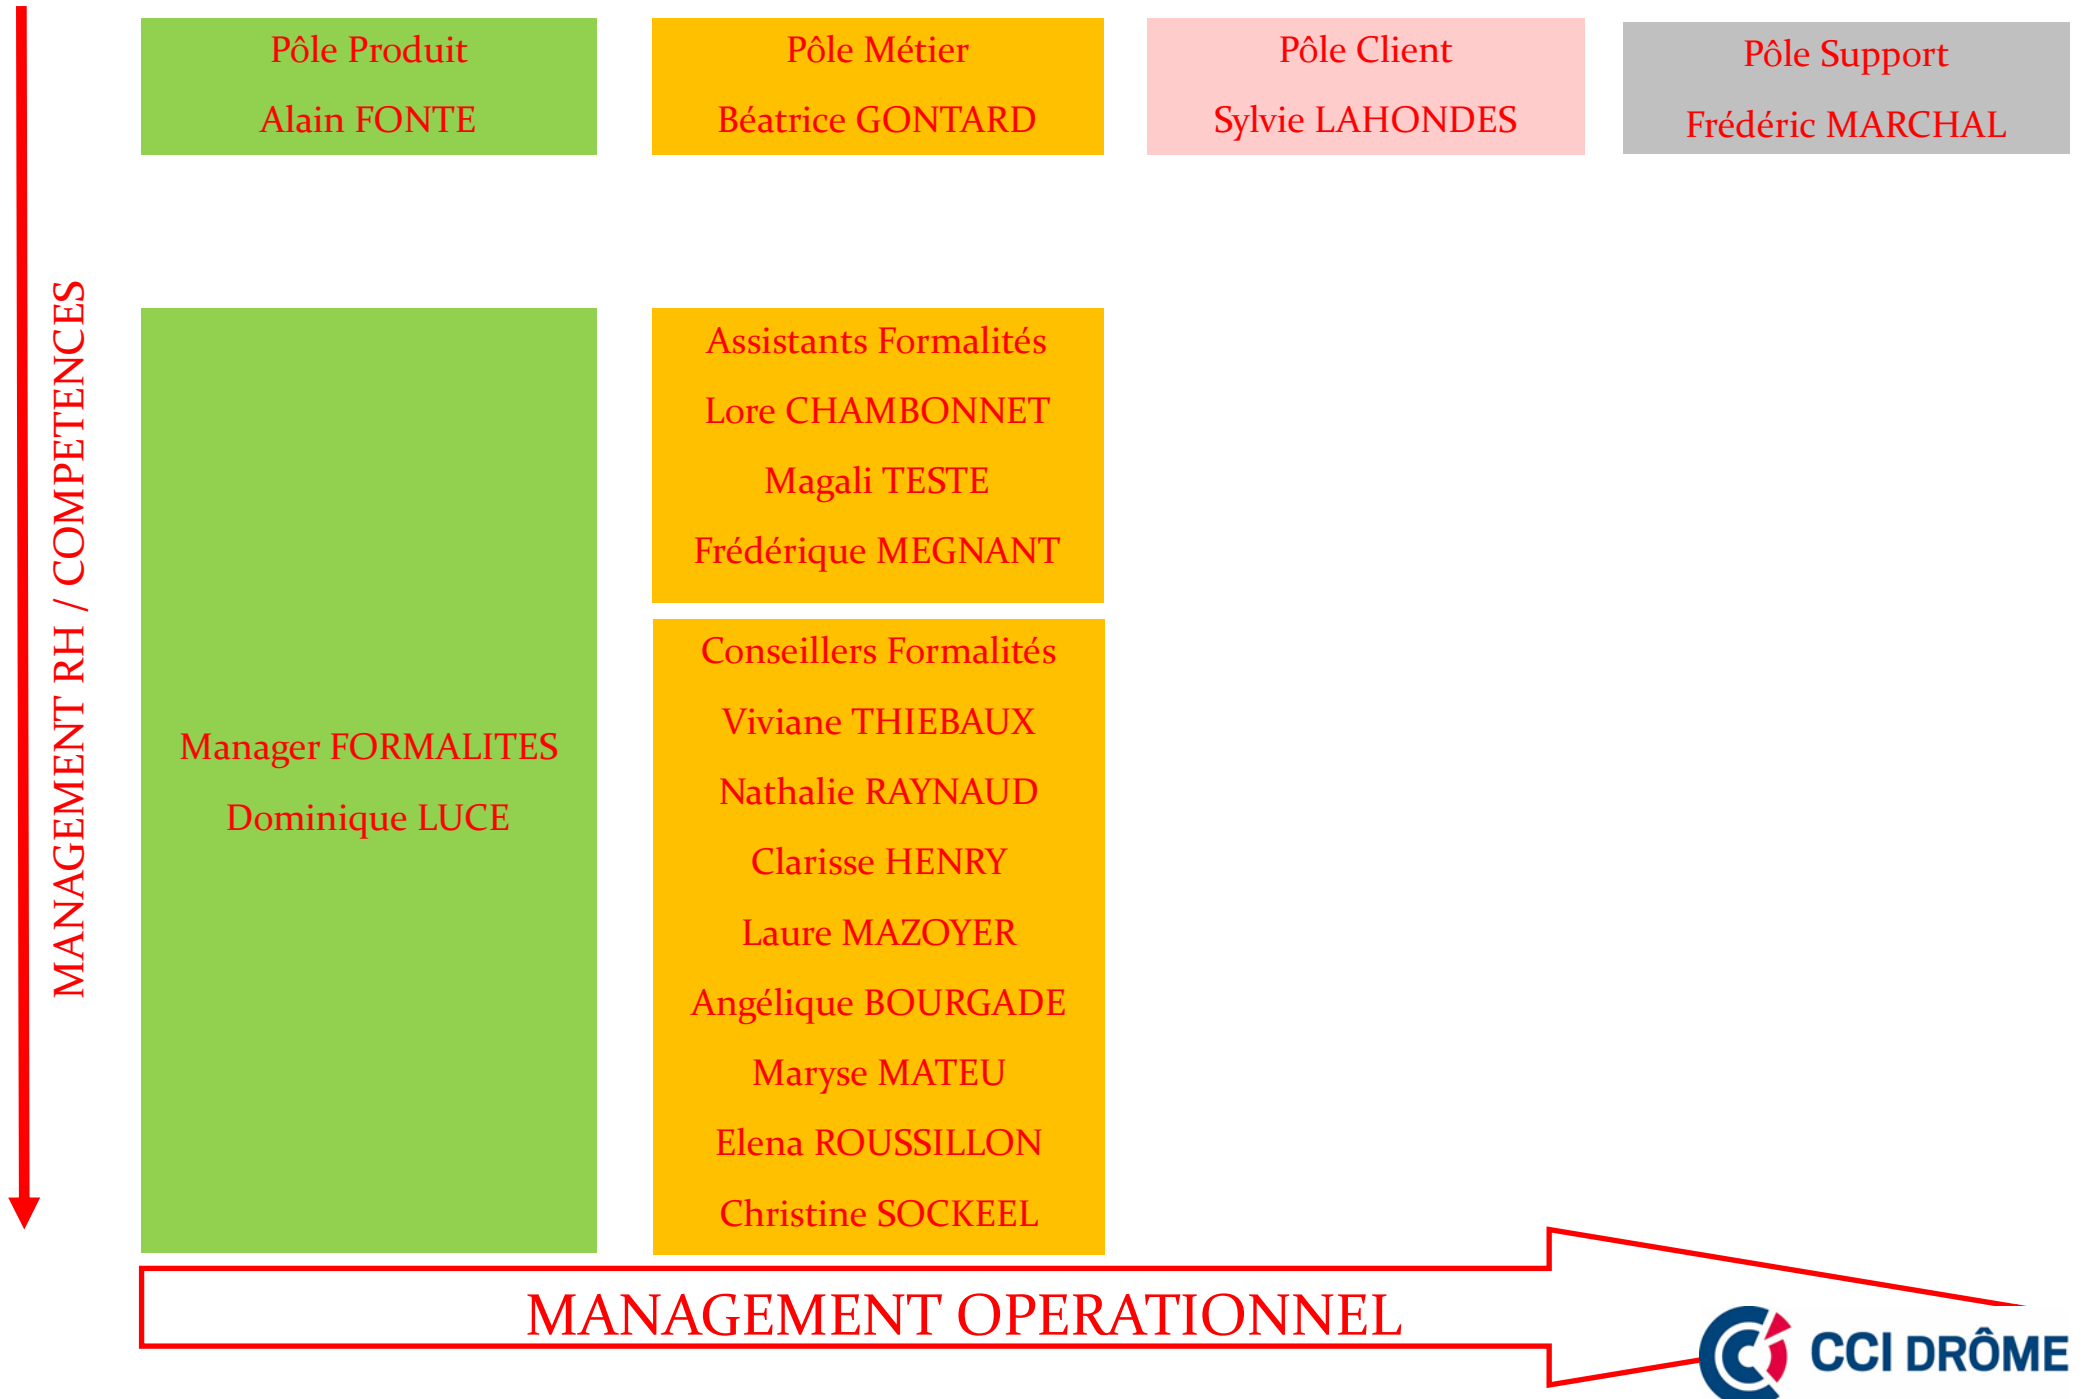 Pôle Produit
Alain FONTE
Pôle Métier
Béatrice GONTARD
Pôle Client
Sylvie LAHONDES
Pôle Support
Frédéric MARCHAL
MANAGEMENT RH / COMPETENCES
Manager FORMALITES
Dominique LUCE
Assistants Formalités
Lore CHAMBONNET
Magali TESTE
Frédérique MEGNANT
Conseillers Formalités
Viviane THIEBAUX
Nathalie RAYNAUD
Clarisse HENRY
Laure MAZOYER
Angélique BOURGADE
Maryse MATEU
Elena ROUSSILLON
Christine SOCKEEL
MANAGEMENT OPERATIONNEL
CCI DRÔME